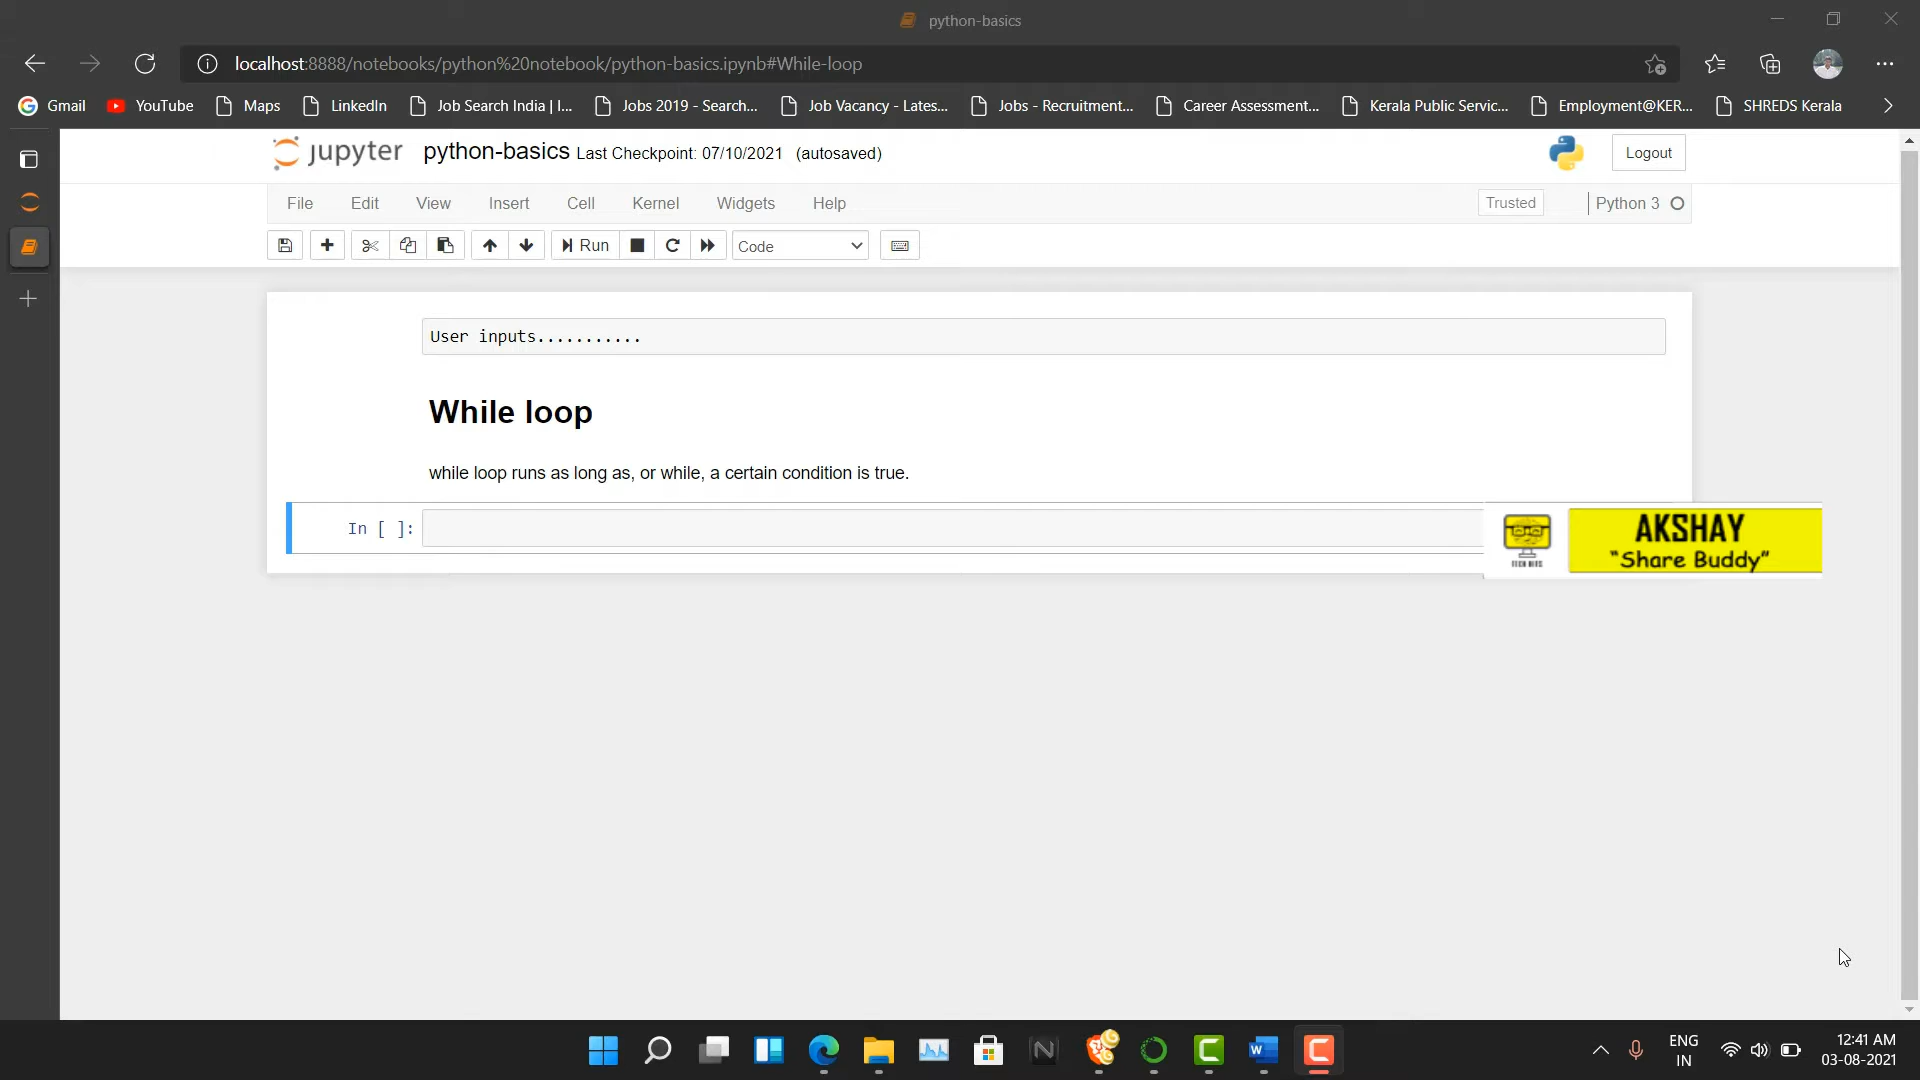 python-basics
localhost:8888/notebooks/python%20notebook/python-basics.ipynb#While-loop
Gmail YouTube Maps LinkedIn Job Search India | I... Jobs 2019 - Search... Job Vacancy - Lates... Jobs - Recruitment... Career Assessment... Kerala Public Servic... Employment@KER... SHREDS Kerala
jupyter python-basics Last Checkpoint: 07/10/2021 (autosaved) Logout
File Edit View Insert Cell Kernel Widgets Help Trusted Python 3
Run Code
User inputs...........
While loop
while loop runs as long as, or while, a certain condition is true.
In [ ]:
AKSHAY
"Share Buddy"
TECH BITS
ENG
IN
12:41 AM
03-08-2021